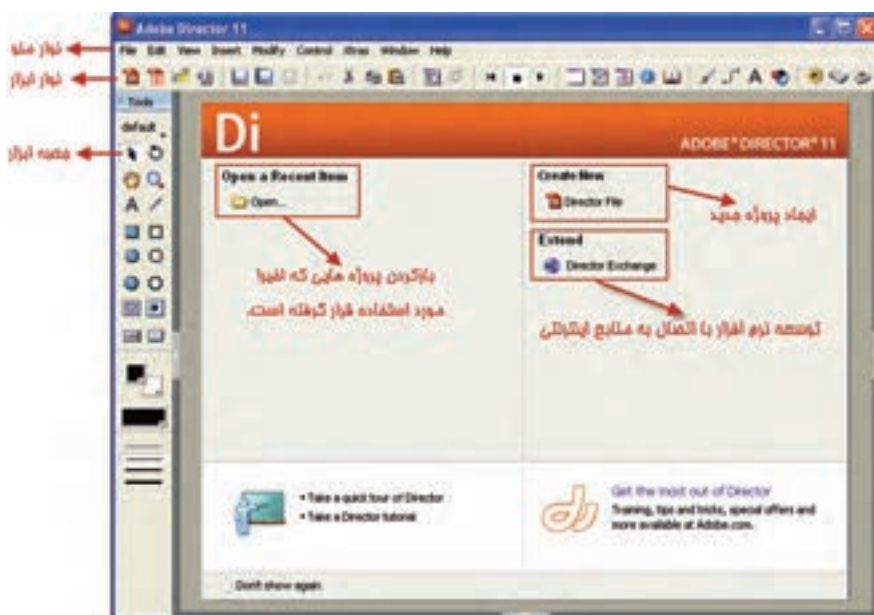 Adobe Director 11
نوار منو
File Edit View Insert Modify Control Xtras Window Help
نوار ابزار
Tools
default
جعبه ابزار
Di
ADOBE® DIRECTOR® 11
Open a Recent Item
Open...
Create New
Director File
ایجاد پروژه جدید
Extend
Director Exchange
بازکردن پروژه هایی که اخیرا
مورد استفاده قرار گرفته است.
توسعه نرم افزار با اتصال به منابع اینترنتی
• Take a quick tour of Director
• Take a Director tutorial
Get the most out of Director
Training, tips and tricks, special offers and
more available at Adobe.com.
Don't show again